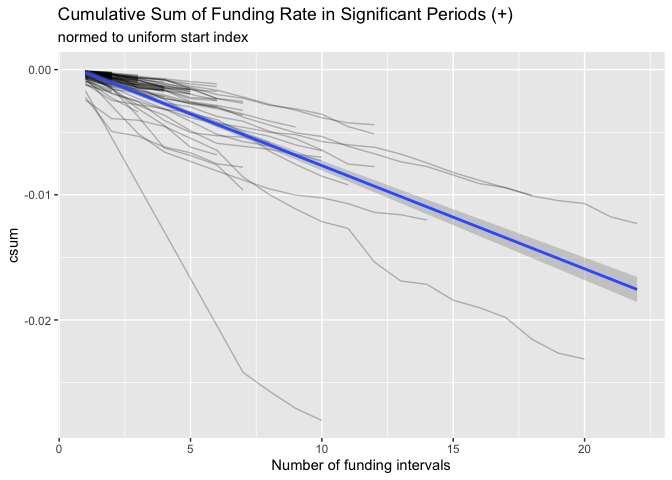 Cumulative Sum of Funding Rate in Significant Periods (+)
normed to uniform start index
0.00
-0.01
-0.02
csum
0
5
10
15
20
Number of funding intervals